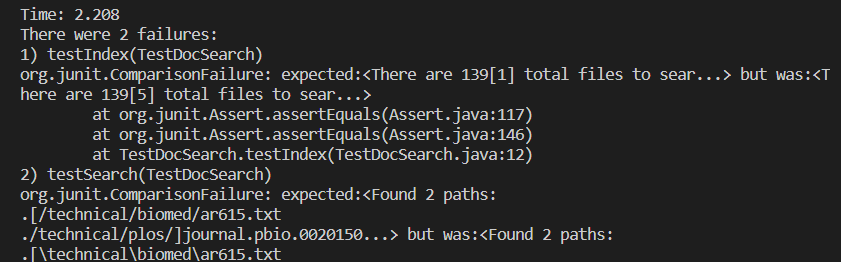 Time: 2.208
There were 2 failures:
1) testIndex(TestDocSearch)
org.junit.ComparisonFailure: expected:<There are 139[1] total files to sear...> but was:<T
here are 139[5] total files to sear...>
        at org.junit.Assert.assertEquals(Assert.java:117)
        at org.junit.Assert.assertEquals(Assert.java:146)
        at TestDocSearch.testIndex(TestDocSearch.java:12)
2) testSearch(TestDocSearch)
org.junit.ComparisonFailure: expected:<Found 2 paths:
.[/technical/biomed/ar615.txt
./technical/plos/]journal.pbio.0020150...> but was:<Found 2 paths:
.[\technical\biomed\ar615.txt